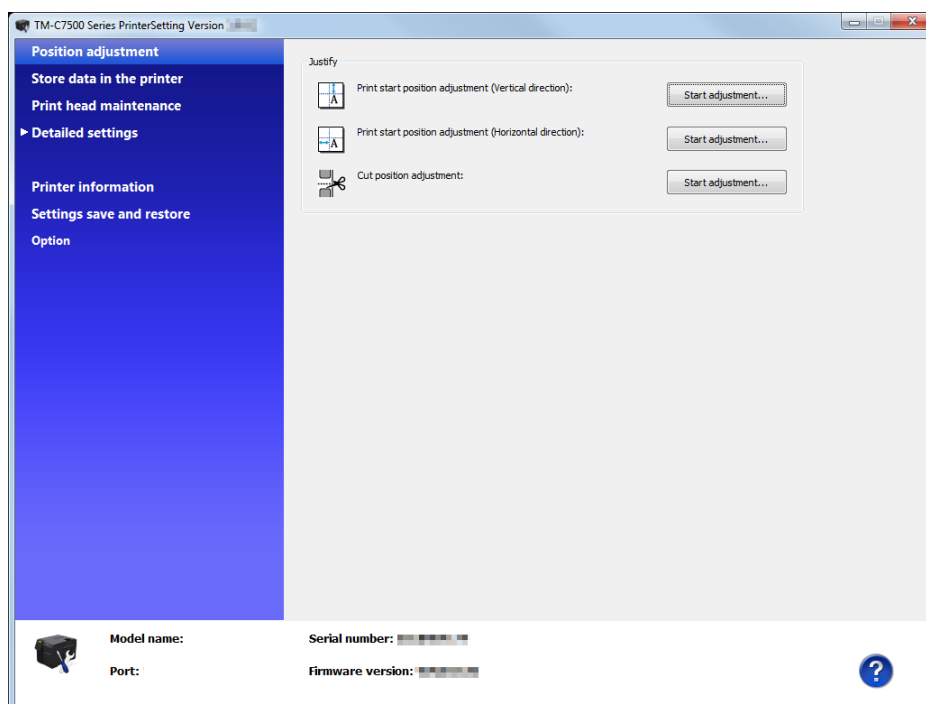 TM-C7500 Series PrinterSetting Version
Position adjustment
Store data in the printer
Print head maintenance
Detailed settings
Printer information
Settings save and restore
Option
Justify
A
Print start position adjustment (Vertical direction):
Start adjustment...
A
Print start position adjustment (Horizontal direction):
Start adjustment...
Cut position adjustment:
Start adjustment...
Model name:
Serial number:
Port:
Firmware version:
?